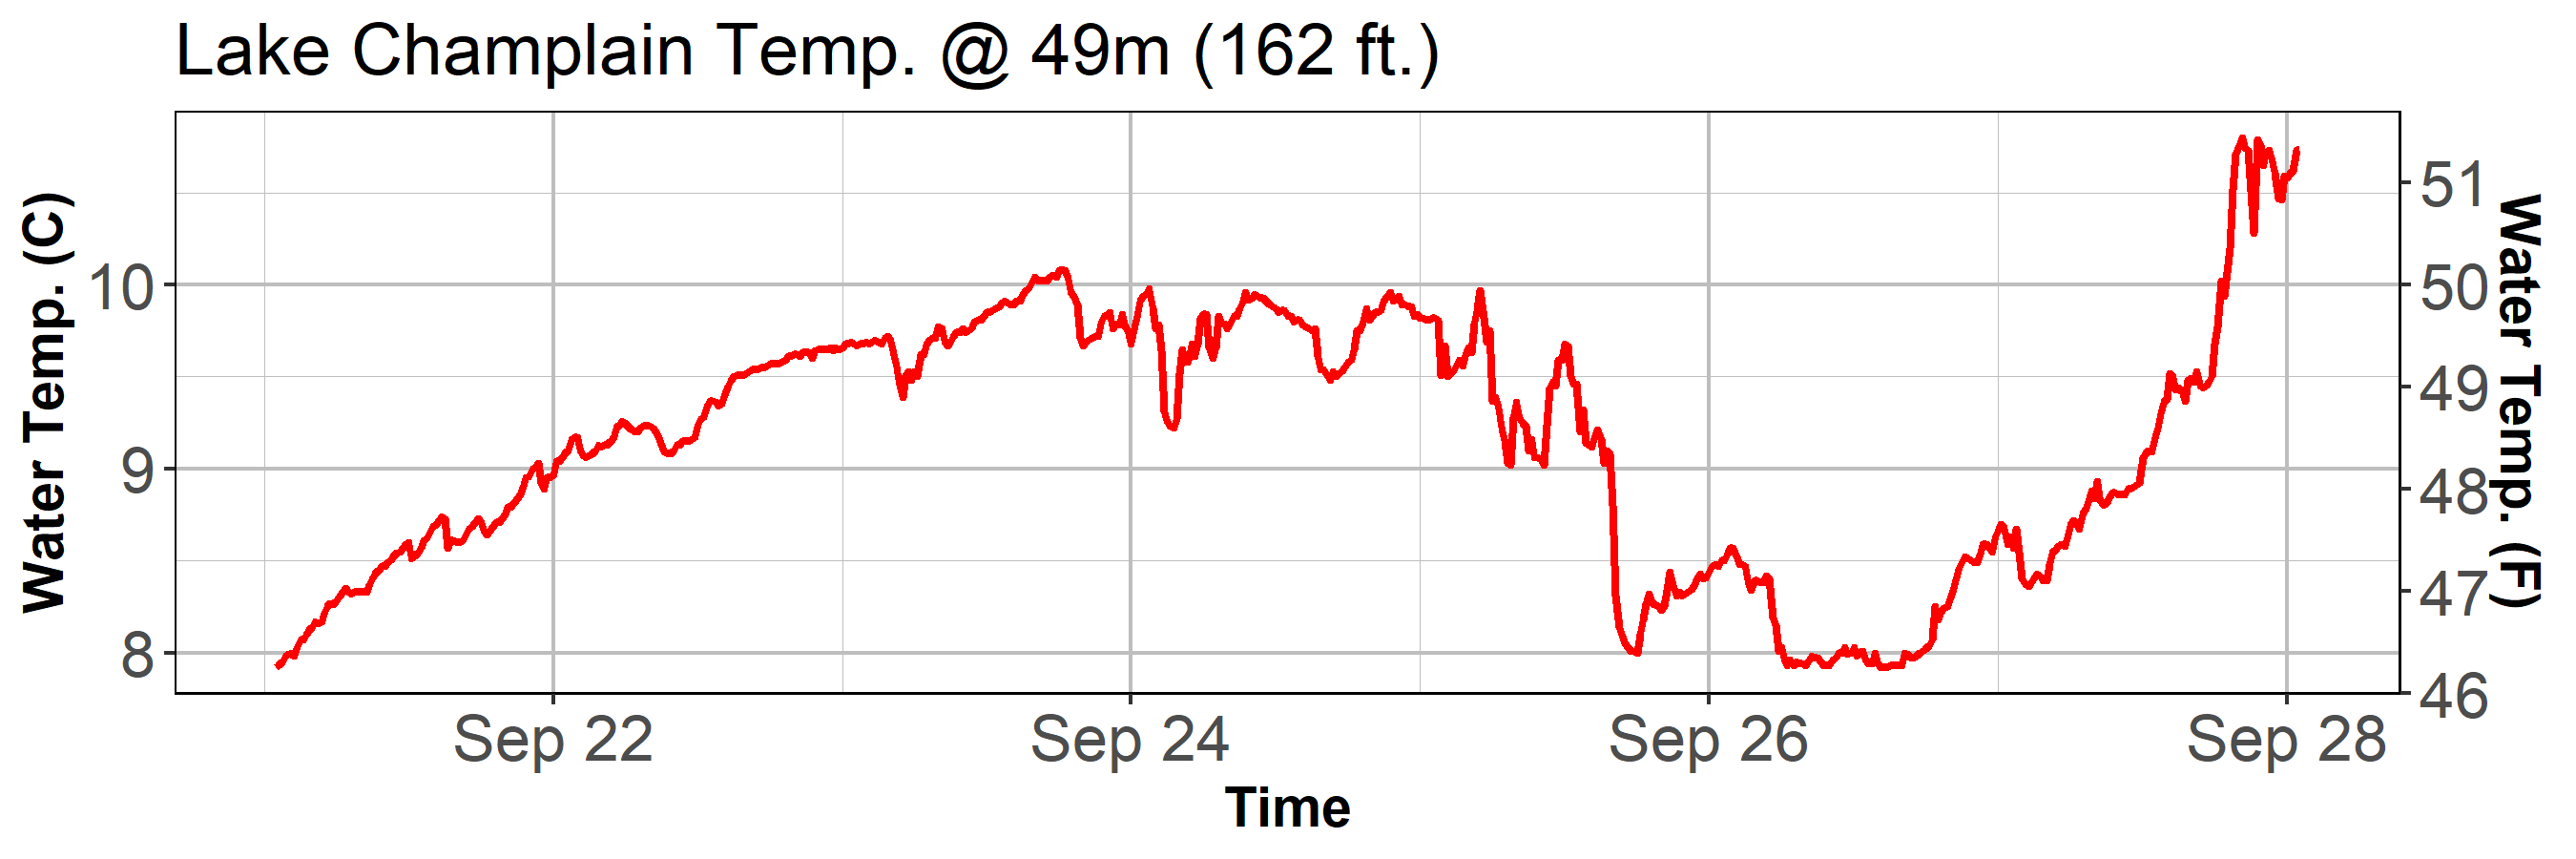 Lake Champlain Temp. @ 49m (162 ft.)
Water Temp. (C)
10
9
8
51
50
49
48
47
46
Water Temp. (F)
Sep 22
Sep 24
Sep 26
Sep 28
Time